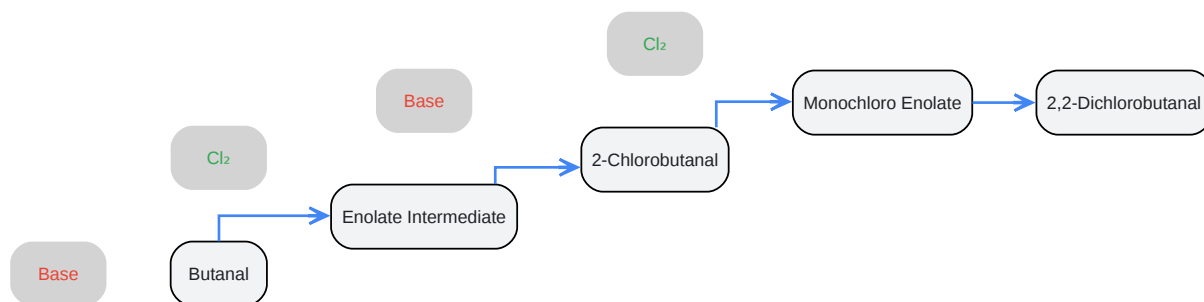 Cl₂
Base
Monochloro Enolate
2,2-Dichlorobutanal
Cl₂
2-Chlorobutanal
Enolate Intermediate
Base
Butanal